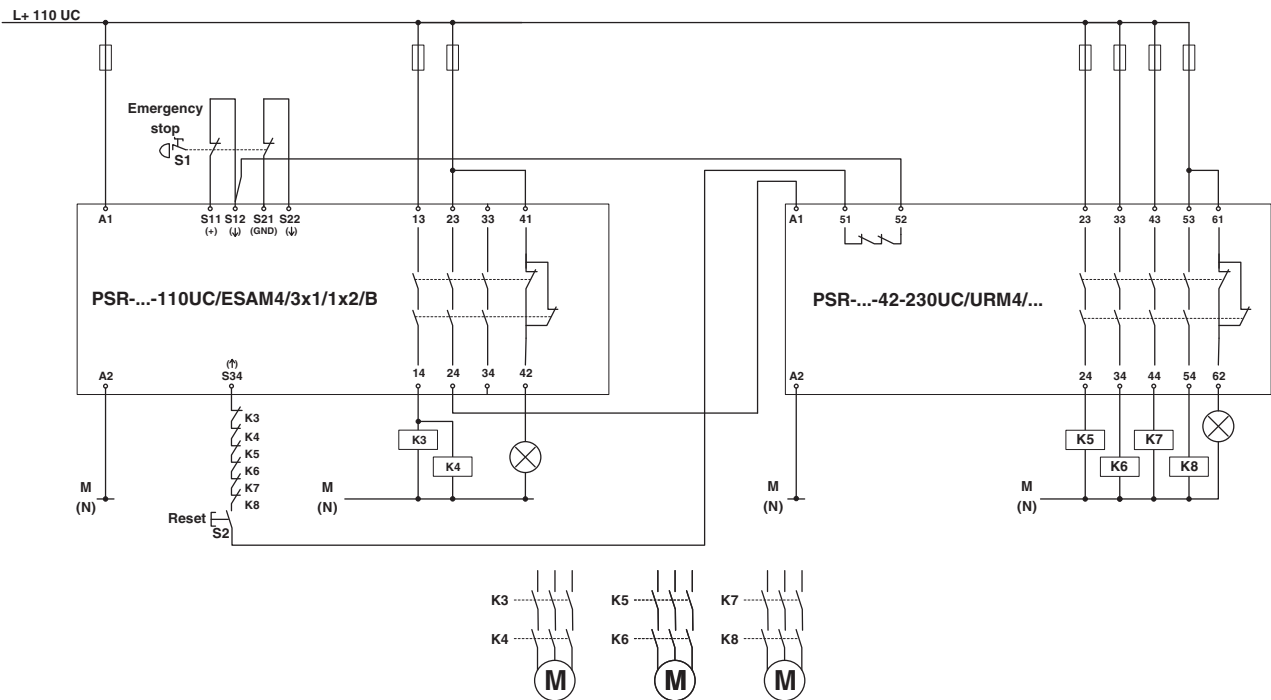 L+ 110 UC
Emergency
stop
S1
A1 S11 S12 S21 S22 13 23 33 41
(+) (↓) (GND) (↓)
A1 51 52 23 33 43 53 61
PSR-...-110UC/ESAM4/3x1/1x2/B
PSR-...-42-230UC/URM4/...
(↑)
A2 S34 14 24 34 42
A2 24 34 44 54 62
K3
K4
K5
K6
K7
K8
Reset
S2
K3
K4
K5
K6
K7
K8
M
(N)
M
(N)
M
(N)
M
(N)
K3
K4
M
K5
K6
M
K7
K8
M